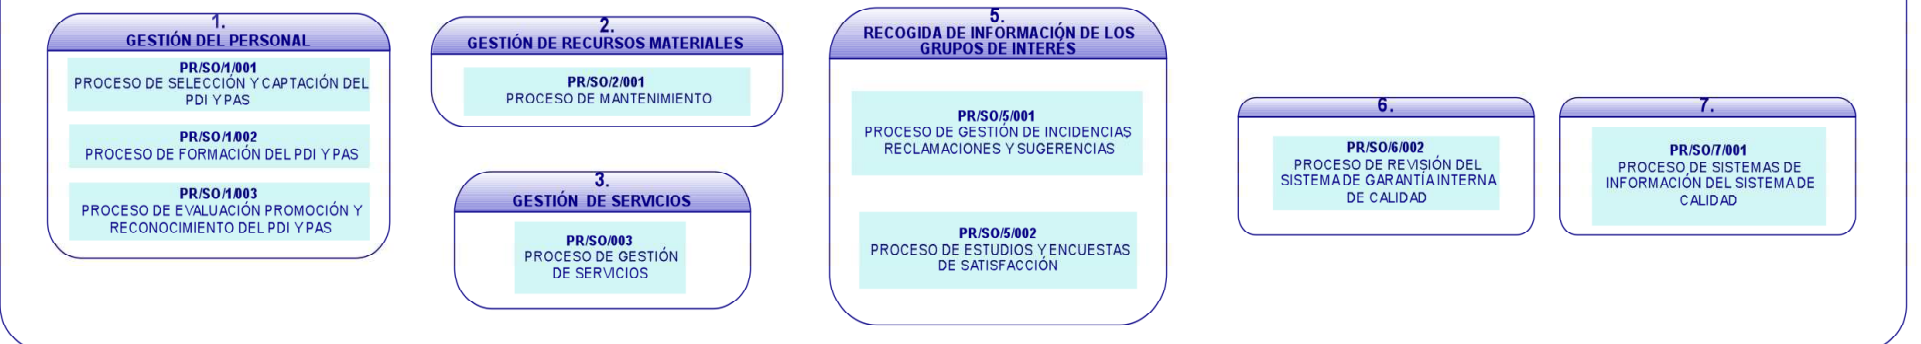 1.
GESTIÓN DEL PERSONAL
PR/SO/1/001
PROCESO DE SELECCIÓN Y CAPTACIÓN DEL
PDI Y PAS
PR/SO/1/002
PROCESO DE FORMACIÓN DEL PDI Y PAS
PR/SO/1/003
PROCESO DE EVALUACIÓN PROMOCIÓN Y
RECONOCIMIENTO DEL PDI Y PAS
2.
GESTIÓN DE RECURSOS MATERIALES
PR/SO/2/001
PROCESO DE MANTENIMIENTO
3.
GESTIÓN DE SERVICIOS
PR/SO/003
PROCESO DE GESTIÓN
DE SERVICIOS
5.
RECOGIDA DE INFORMACIÓN DE LOS
GRUPOS DE INTERÉS
PR/SO/5/001
PROCESO DE GESTIÓN DE INCIDENCIAS
RECLAMACIONES Y SUGERENCIAS
PR/SO/5/002
PROCESO DE ESTUDIOS Y ENCUESTAS
DE SATISFACCIÓN
6.
PR/SO/6/002
PROCESO DE REVISIÓN DEL
SISTEMA DE GARANTÍA INTERNA
DE CALIDAD
7.
PR/SO/7/001
PROCESO DE SISTEMAS DE
INFORMACIÓN DEL SISTEMA DE
CALIDAD